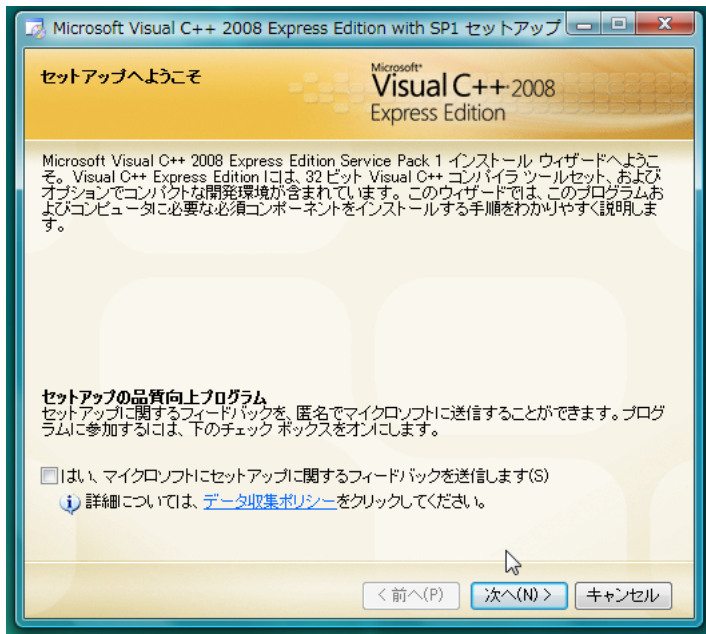 Microsoft Visual C++ 2008 Express Edition with SP1 セットアップ
セットアップへようこそ
Microsoft
Visual C++ 2008
Express Edition
Microsoft Visual C++ 2008 Express Edition Service Pack 1 インストール ウィザードへようこ
そ。Visual C++ Express Edition には、32 ビット Visual C++ コンパイラ ツールセット、および
オプションでコンパクトな開発環境が含まれています。このウィザードでは、このプログラムお
よびコンピュータに必要な必須コンポーネントをインストールする手順をわかりやすく説明しま
す。
セットアップの品質向上プログラム
セットアップに関するフィードバックを、匿名でマイクロソフトに送信することができます。プログ
ラムに参加するには、下のチェック ボックスをオンにします。
はい、マイクロソフトにセットアップに関するフィードバックを送信します(S)
詳細については、データ収集ポリシーをクリックしてください。
< 前へ(P)
次へ(N) >
キャンセル